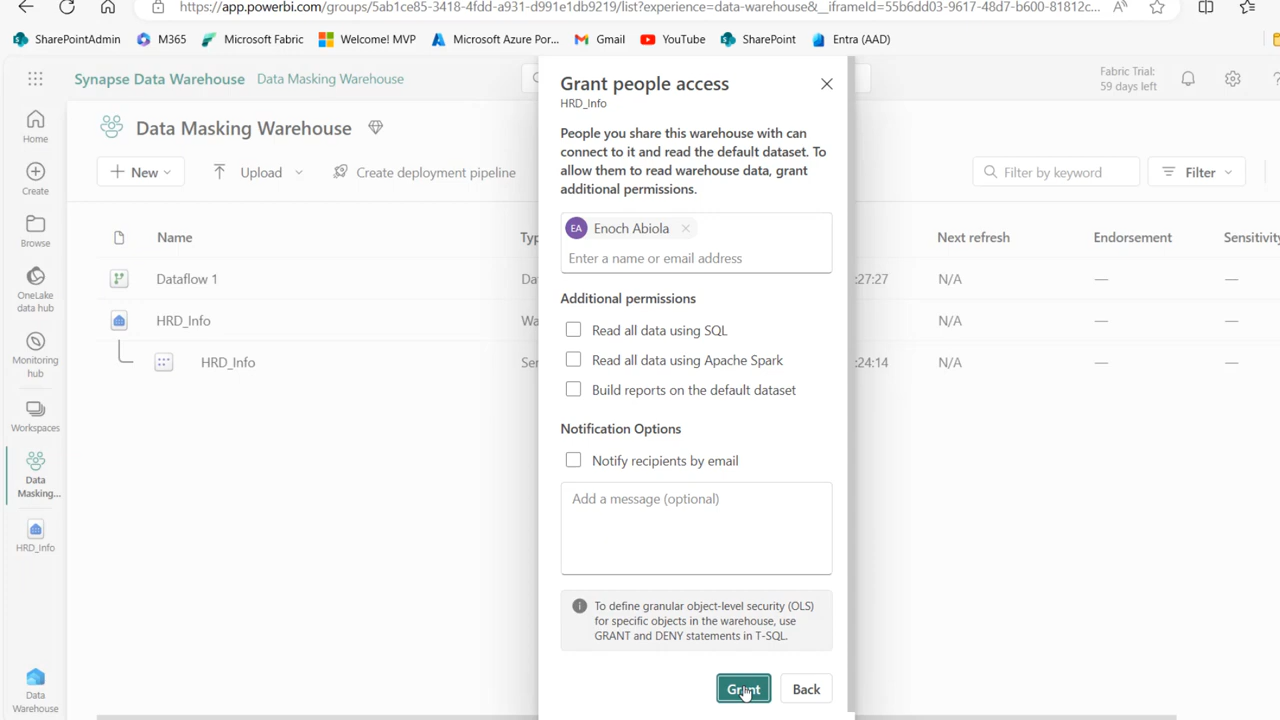 https://app.powerbi.com/groups/5ab1ce85-3418-4fdd-a931-d991e1db9219/list?experience=data-warehouse&__iframeId=55b6dd03-9617-48d7-b600-81812c...
SharePointAdmin
M365
Microsoft Fabric
Welcome! MVP
Microsoft Azure Por...
Gmail
YouTube
SharePoint
Entra (AAD)
Synapse Data Warehouse
Data Masking Warehouse
Fabric Trial:
59 days left
Home
Create
Browse
OneLake
data hub
Monitoring
hub
Workspaces
Data
Masking...
HRD_Info
Data
Warehouse
Data Masking Warehouse
New
Upload
Create deployment pipeline
Filter by keyword
Filter
Name
Typ
Next refresh
Endorsement
Sensitivity
Dataflow 1
Da
:27:27
N/A
—
—
HRD_Info
Wa
N/A
—
—
HRD_Info
Ser
:24:14
N/A
—
—
Grant people access
HRD_Info
People you share this warehouse with can
connect to it and read the default dataset. To
allow them to read warehouse data, grant
additional permissions.
EA Enoch Abiola
Enter a name or email address
Additional permissions
Read all data using SQL
Read all data using Apache Spark
Build reports on the default dataset
Notification Options
Notify recipients by email
Add a message (optional)
To define granular object-level security (OLS)
for specific objects in the warehouse, use
GRANT and DENY statements in T-SQL.
Grant
Back